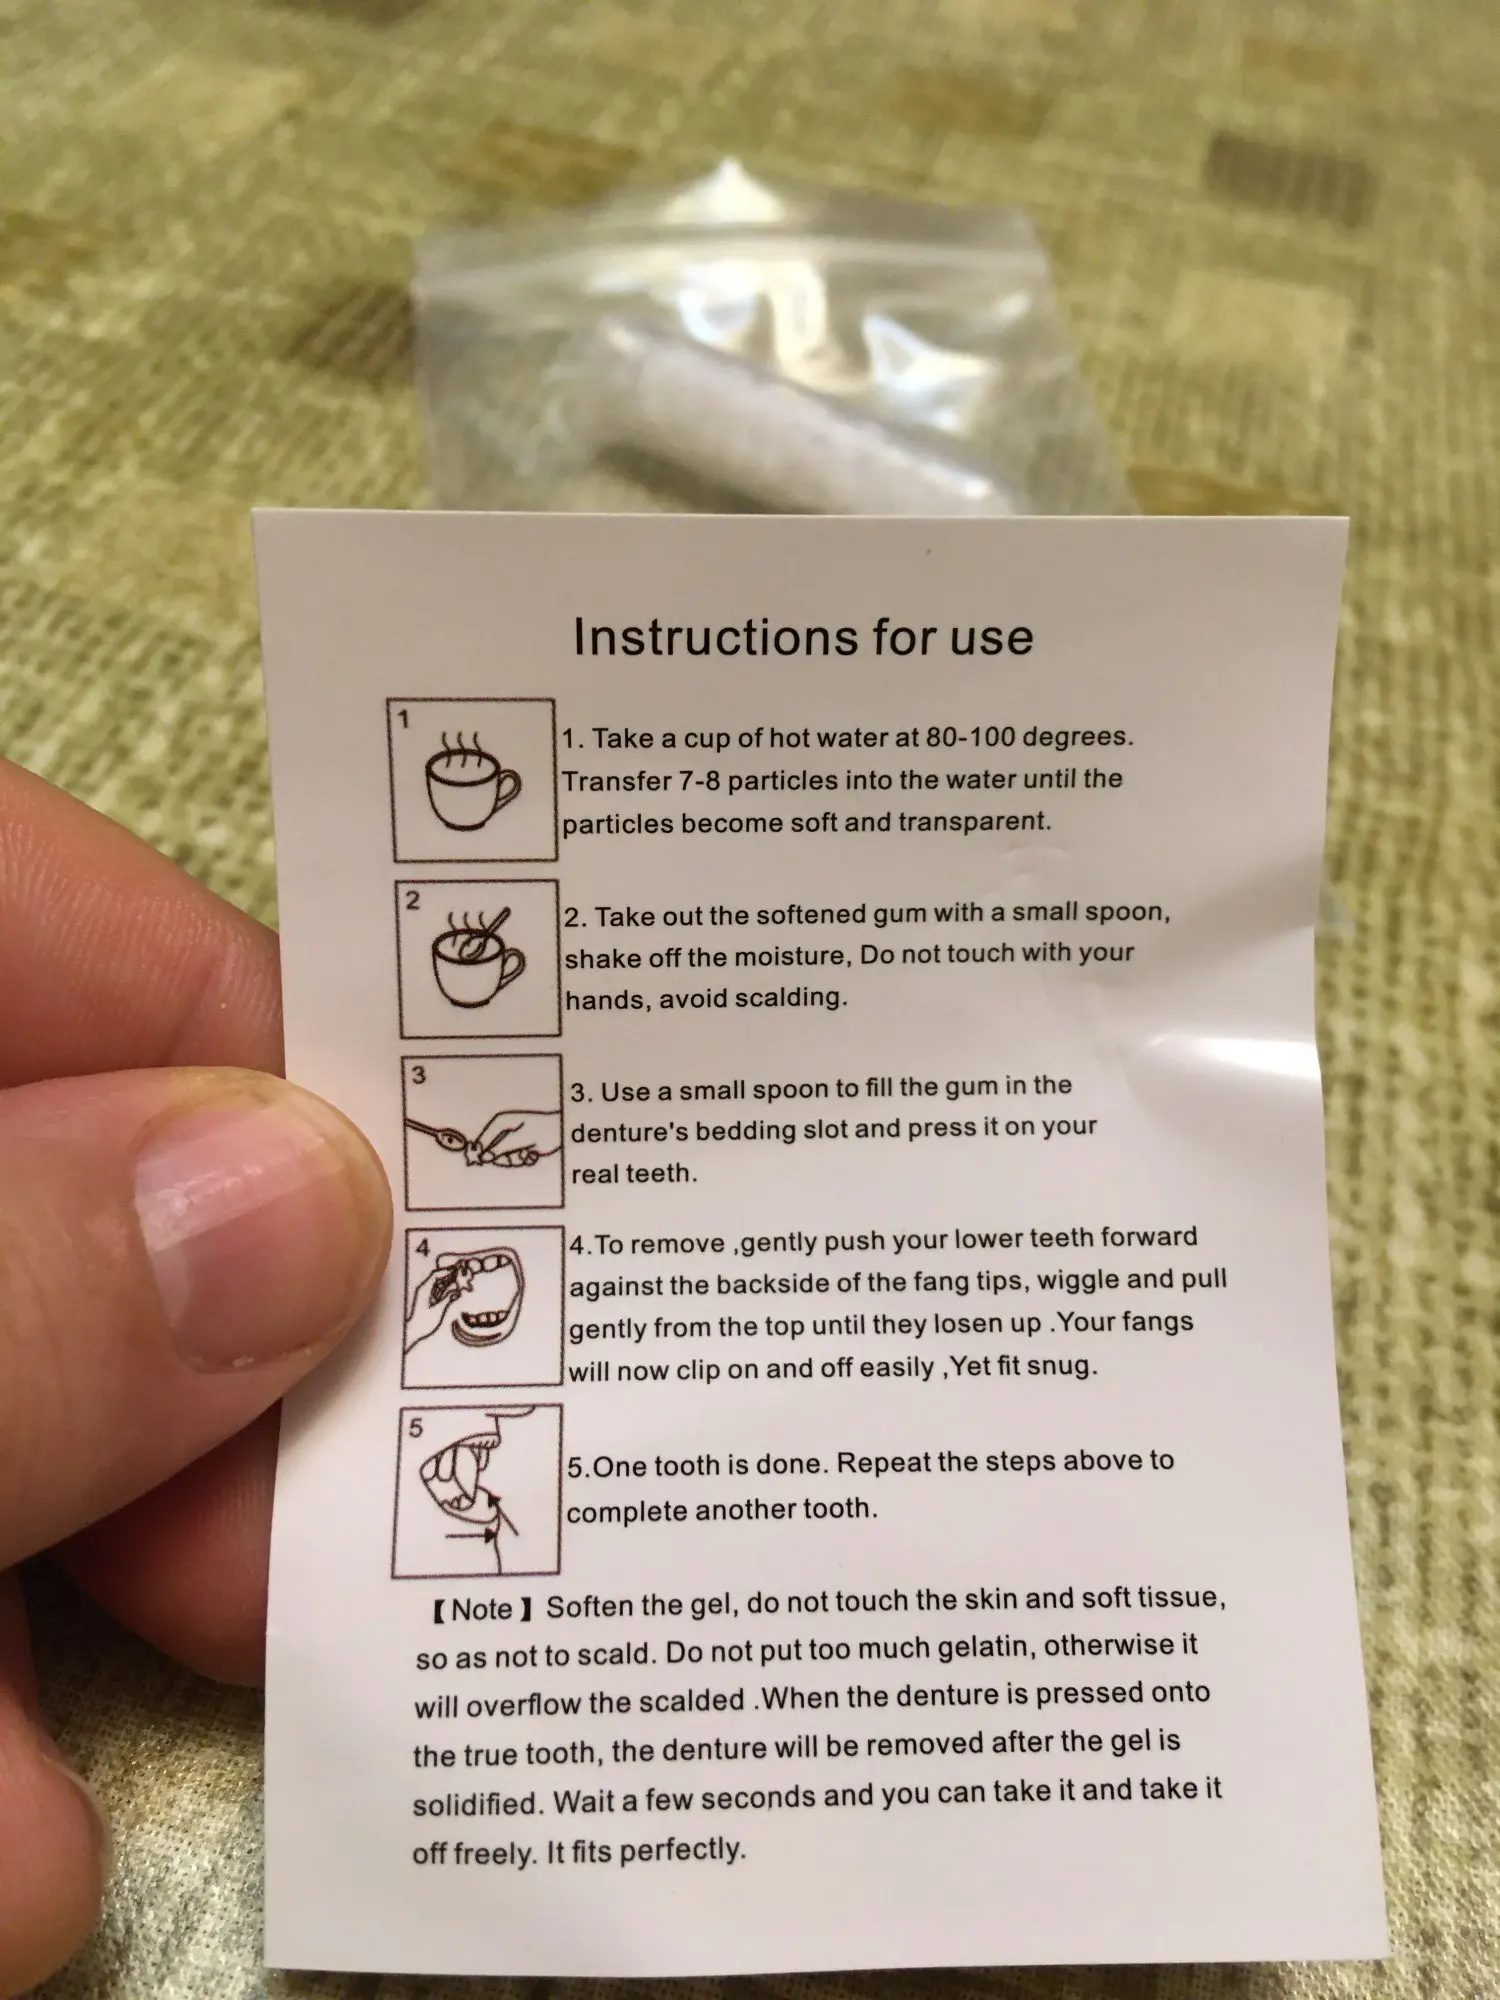 Instructions for use
1
1. Take a cup of hot water at 80-100 degrees.
Transfer 7-8 particles into the water until the
particles become soft and transparent.
2
2. Take out the softened gum with a small spoon,
shake off the moisture, Do not touch with your
hands, avoid scalding.
3
3. Use a small spoon to fill the gum in the
denture's bedding slot and press it on your
real teeth.
4
4.To remove ,gently push your lower teeth forward
against the backside of the fang tips, wiggle and pull
gently from the top until they losen up .Your fangs
will now clip on and off easily ,Yet fit snug.
5
5.One tooth is done. Repeat the steps above to
complete another tooth.
【Note】Soften the gel, do not touch the skin and soft tissue,
so as not to scald. Do not put too much gelatin, otherwise it
will overflow the scalded .When the denture is pressed onto
the true tooth, the denture will be removed after the gel is
solidified. Wait a few seconds and you can take it and take it
off freely. It fits perfectly.